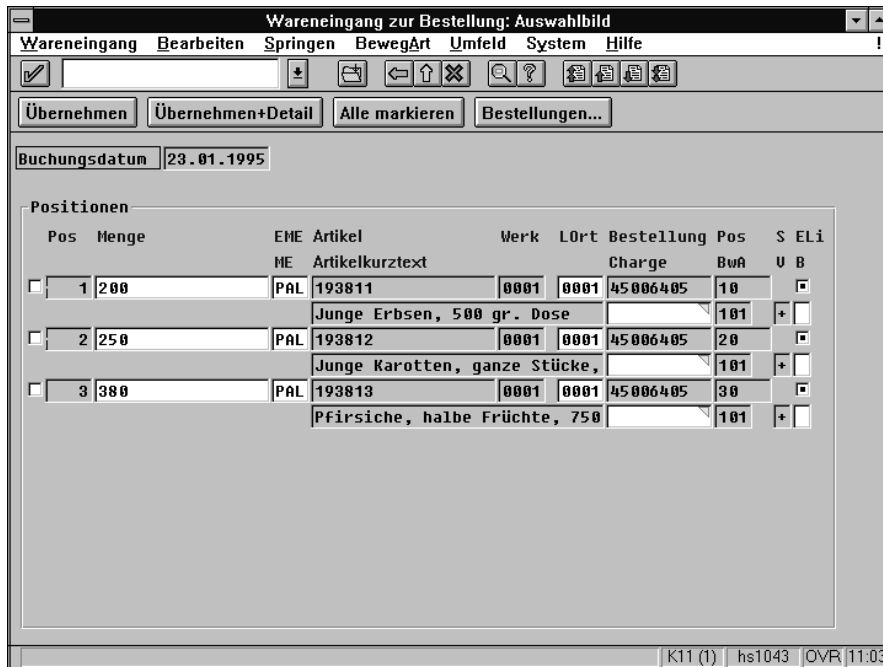 Wareneingang zur Bestellung: Auswahlbild
Wareneingang Bearbeiten Springen BewegArt Umfeld System Hilfe !
Übernehmen Übernehmen+Detail Alle markieren Bestellungen...
Buchungsdatum 23.01.1995
Positionen
Pos Menge EME Artikel Werk LOrt Bestellung Pos S ELi
ME Artikelkurztext Charge BwA V B
1 200 PAL 193811 0001 0001 45006405 10
Junge Erbsen, 500 gr. Dose 101 +
2 250 PAL 193812 0001 0001 45006405 20
Junge Karotten, ganze Stücke, 101 +
3 380 PAL 193813 0001 0001 45006405 30
Pfirsiche, halbe Früchte, 750 101 +
K11 (1) hs1043 OVR 11:03